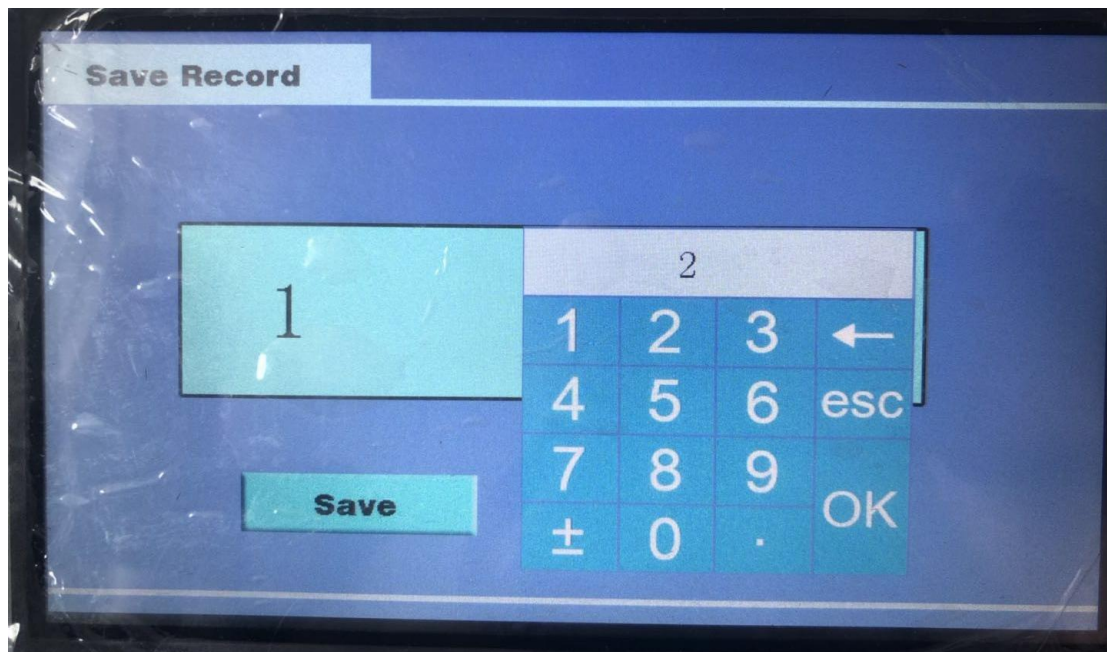 Save Record
2
1
1 2 3 ←
4 5 6 esc
7 8 9
Save
OK
± 0 .